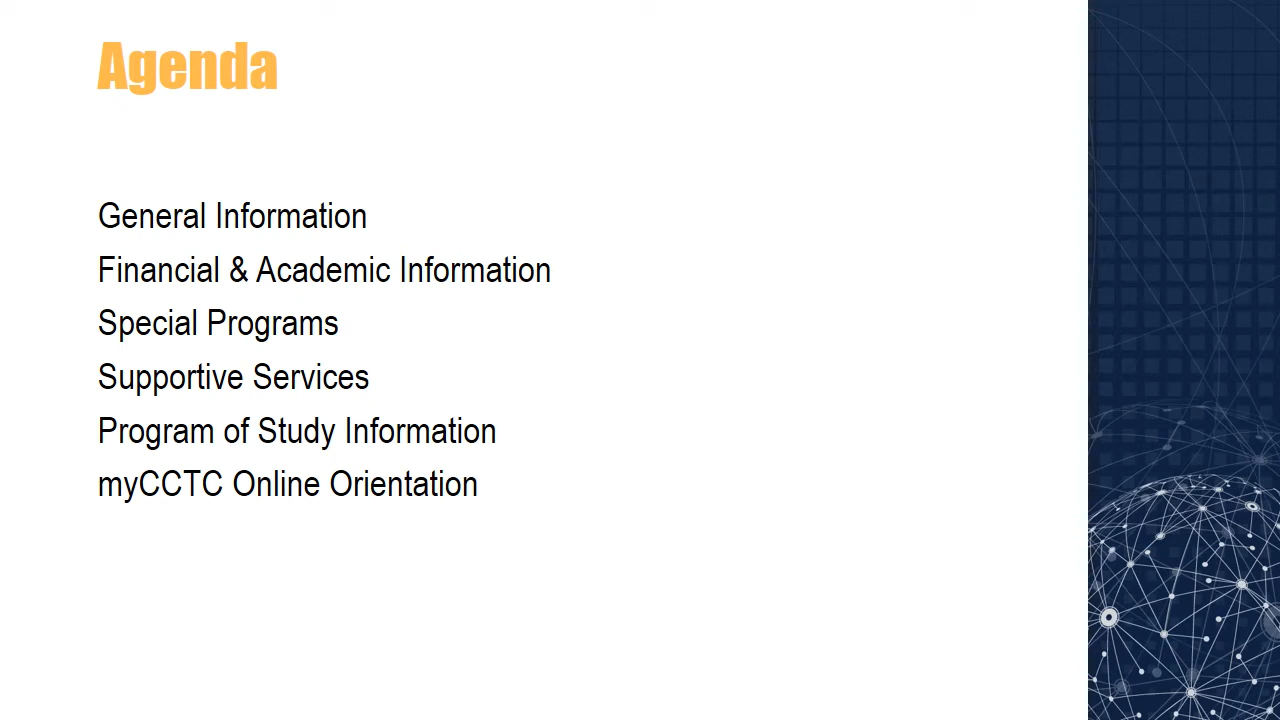 Agenda
General Information
Financial & Academic Information
Special Programs
Supportive Services
Program of Study Information
myCCTC Online Orientation